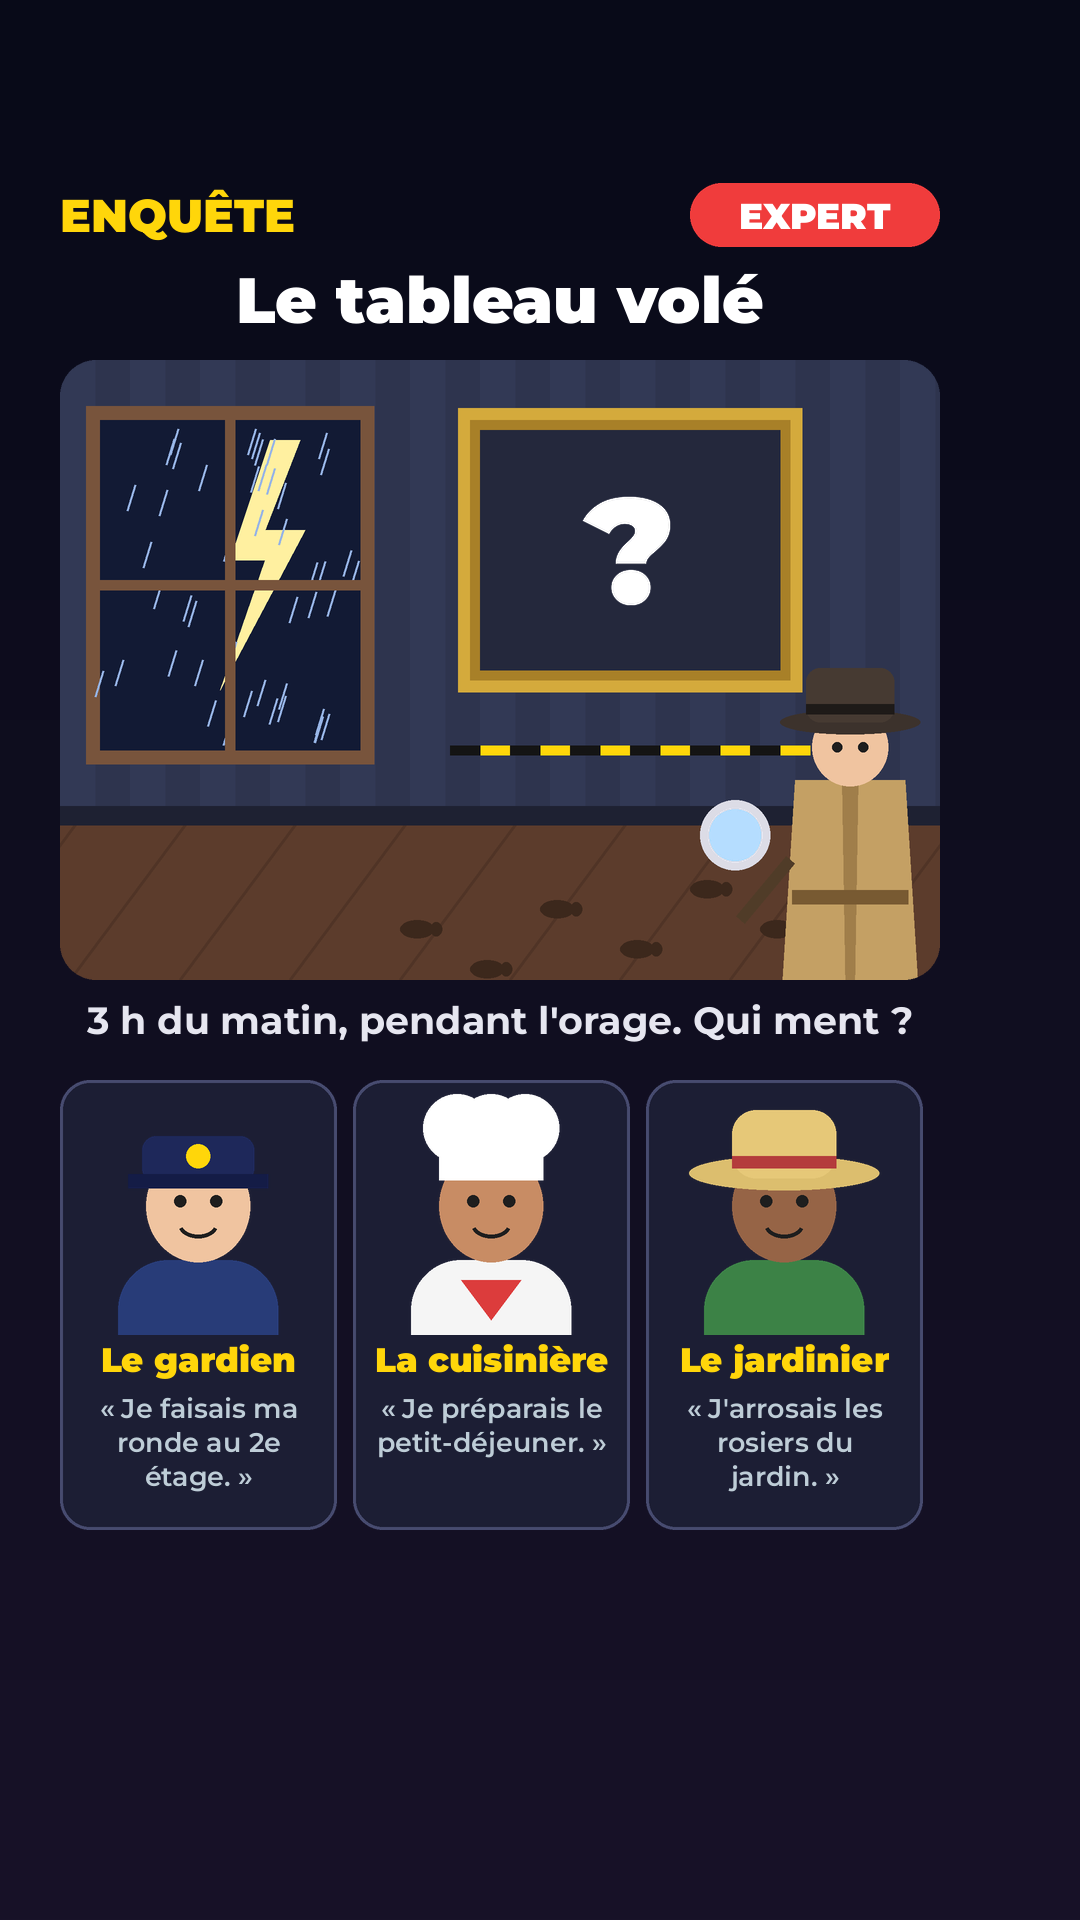 ENQUÊTE
EXPERT
Le tableau volé
?
3 h du matin, pendant l'orage. Qui ment ?
Le gardien
« Je faisais ma
ronde au 2e
étage. »
La cuisinière
« Je préparais le
petit-déjeuner. »
Le jardinier
« J'arrosais les
rosiers du
jardin. »